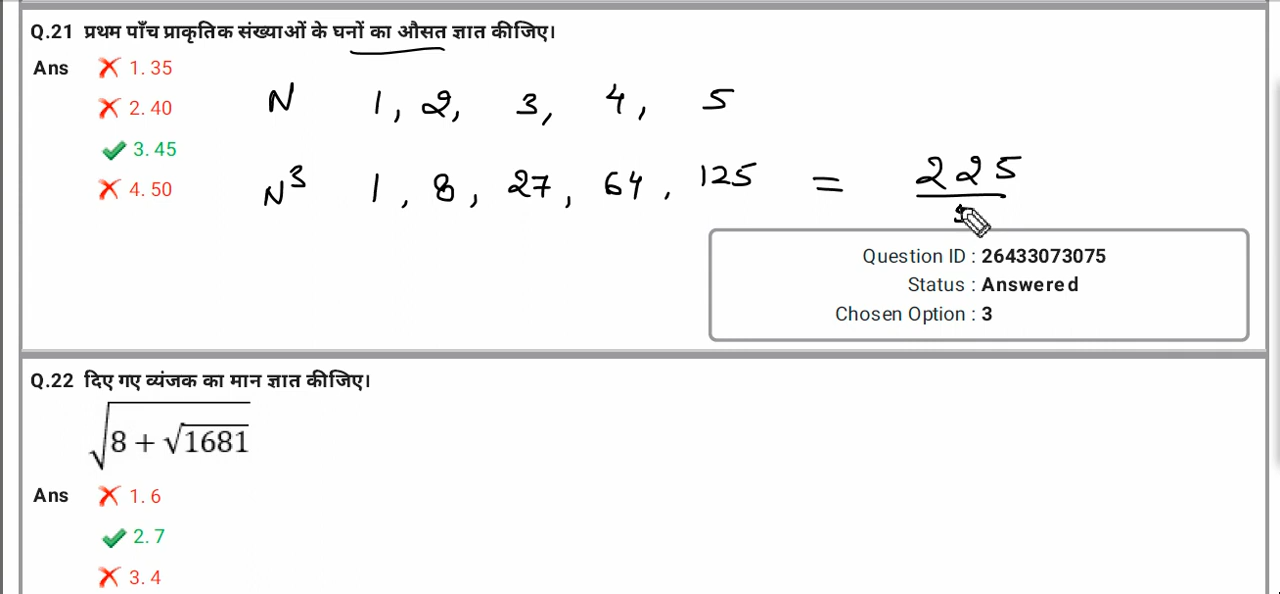 Q.21 प्रथम पाँच प्राकृतिक संख्याओं के घनों का औसत ज्ञात कीजिए।
Ans 1. 35
2. 40
3. 45
4. 50
N 1, 2, 3, 4, 5
N³ 1, 8, 27, 64, 125 = 225
Question ID : 26433073075
Status : Answered
Chosen Option : 3
Q.22 दिए गए व्यंजक का मान ज्ञात कीजिए।
√(8 + √1681)
Ans 1. 6
2. 7
3. 4